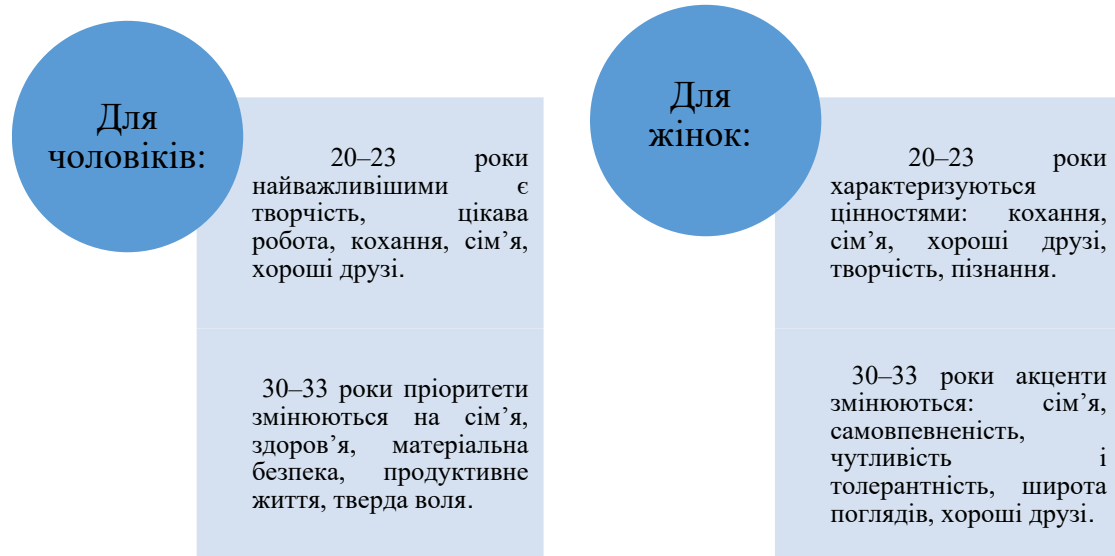 Для
чоловіків:
20–23 роки
найважливішими є
творчість, цікава
робота, кохання, сім’я,
хороші друзі.
30–33 роки пріоритети
змінюються на сім’я,
здоров’я, матеріальна
безпека, продуктивне
життя, тверда воля.
Для
жінок:
20–23 роки
характеризуються
цінностями: кохання,
сім’я, хороші друзі,
творчість, пізнання.
30–33 роки акценти
змінюються: сім’я,
самовпевненість,
чутливість і
толерантність, широта
поглядів, хороші друзі.